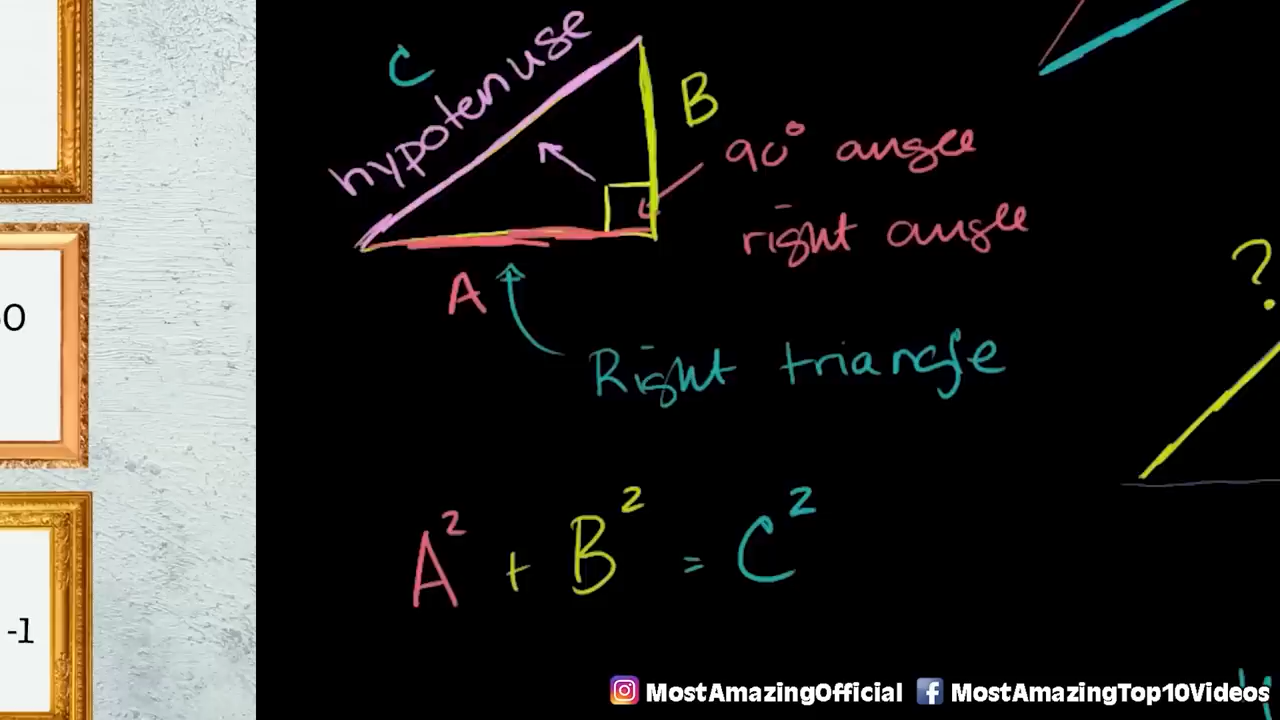 C
hypotenuse
B
90° angle
right angle
?
A
Right triangle
A² + B² = C²
0
-1
MostAmazingOfficial MostAmazingTop10Videos